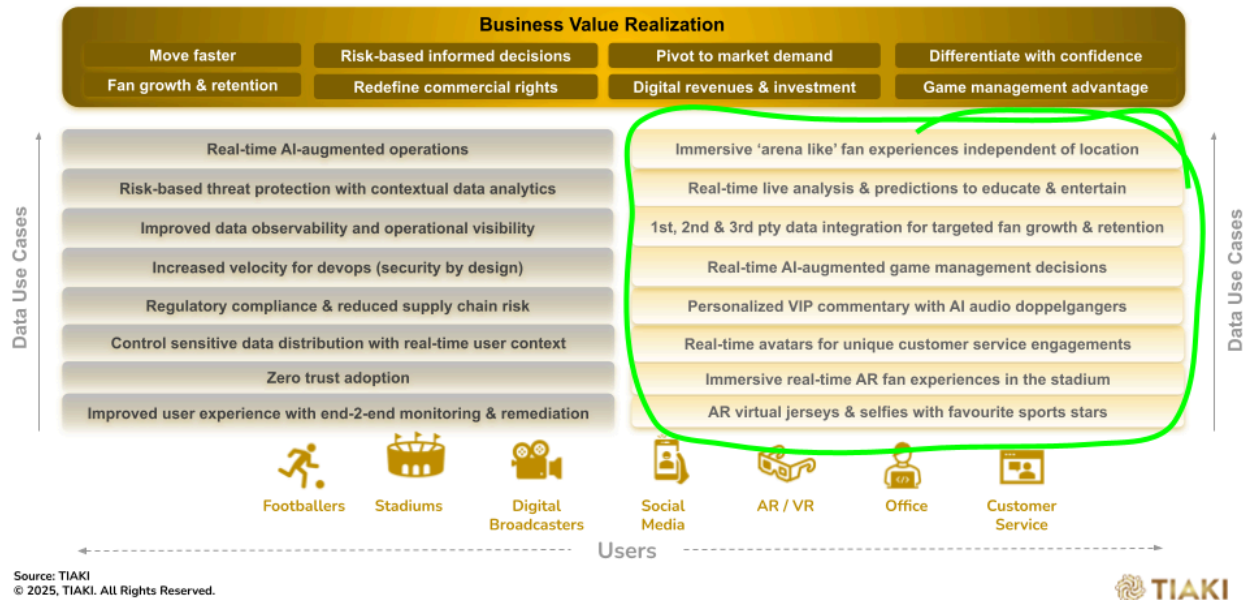 Business Value Realization
Move faster
Risk-based informed decisions
Pivot to market demand
Differentiate with confidence
Fan growth & retention
Redefine commercial rights
Digital revenues & investment
Game management advantage
Data Use Cases
Real-time AI-augmented operations
Risk-based threat protection with contextual data analytics
Improved data observability and operational visibility
Increased velocity for devops (security by design)
Regulatory compliance & reduced supply chain risk
Control sensitive data distribution with real-time user context
Zero trust adoption
Improved user experience with end-2-end monitoring & remediation
Immersive ‘arena like’ fan experiences independent of location
Real-time live analysis & predictions to educate & entertain
1st, 2nd & 3rd pty data integration for targeted fan growth & retention
Real-time AI-augmented game management decisions
Personalized VIP commentary with AI audio doppelgangers
Real-time avatars for unique customer service engagements
Immersive real-time AR fan experiences in the stadium
AR virtual jerseys & selfies with favourite sports stars
Data Use Cases
Footballers
Stadiums
Digital
Broadcasters
Social
Media
AR / VR
Office
Customer
Service
Users
Source: TIAKI
© 2025, TIAKI. All Rights Reserved.
TIAKI